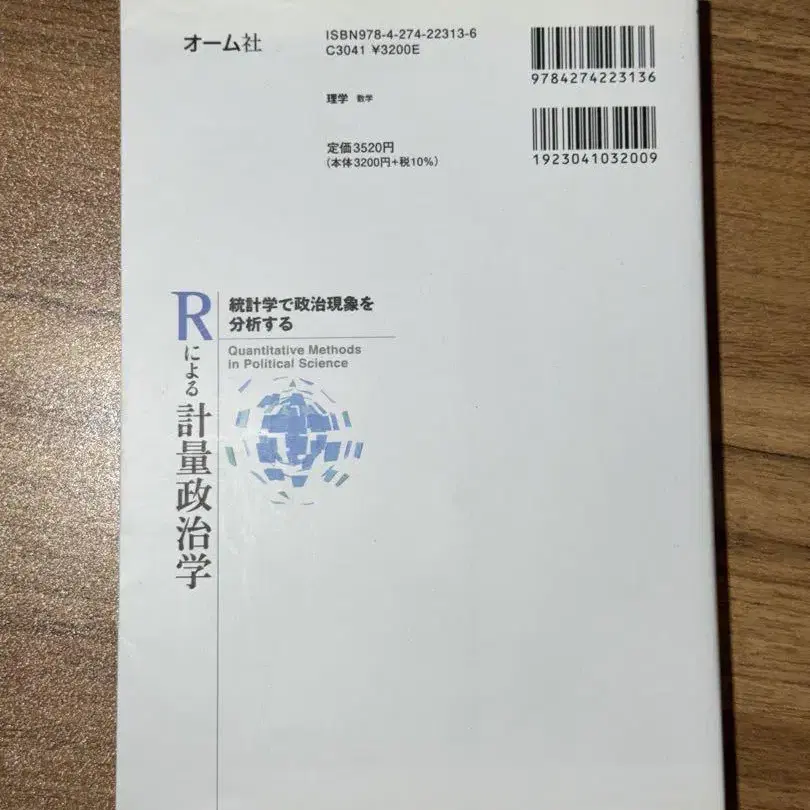 オーム社
ISBN978-4-274-22313-6
C3041 ¥3200E
9784274223136
理学 数学
1923041032009
定価3520円
(本体3200円+税10%)
Rによる計量政治学
統計学で政治現象を
分析する
Quantitative Methods
in Political Science